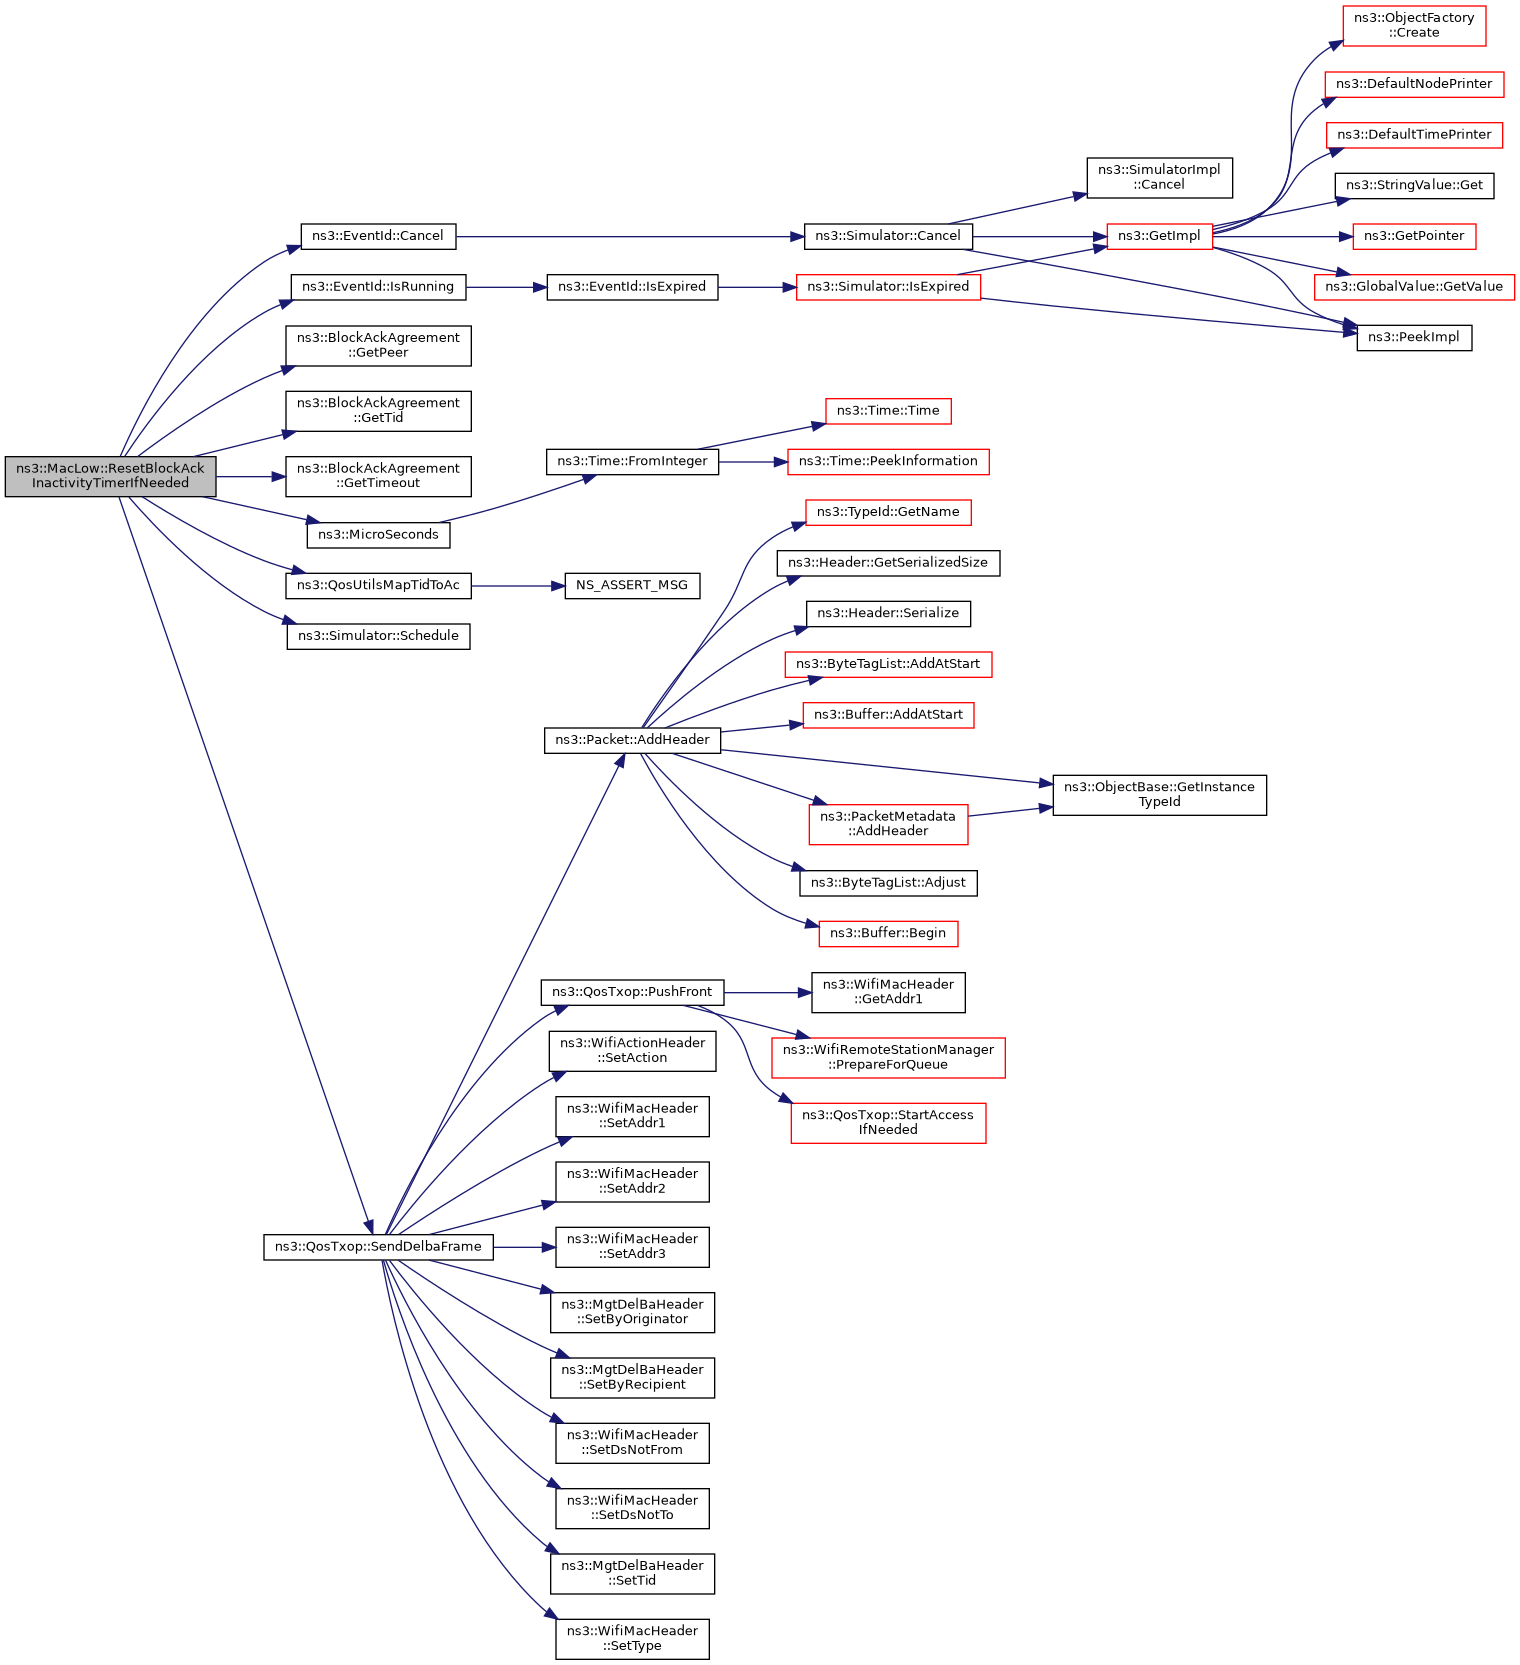 ns3::ObjectFactory
::Create
ns3::DefaultNodePrinter
ns3::DefaultTimePrinter
ns3::SimulatorImpl
::Cancel
ns3::StringValue::Get
ns3::EventId::Cancel
ns3::Simulator::Cancel
ns3::GetImpl
ns3::GetPointer
ns3::EventId::IsRunning
ns3::EventId::IsExpired
ns3::Simulator::IsExpired
ns3::GlobalValue::GetValue
ns3::BlockAckAgreement
::GetPeer
ns3::PeekImpl
ns3::BlockAckAgreement
::GetTid
ns3::Time::Time
ns3::MacLow::ResetBlockAck
InactivityTimerIfNeeded
ns3::BlockAckAgreement
::GetTimeout
ns3::Time::FromInteger
ns3::Time::PeekInformation
ns3::MicroSeconds
ns3::TypeId::GetName
ns3::QosUtilsMapTidToAc
NS_ASSERT_MSG
ns3::Header::GetSerializedSize
ns3::Simulator::Schedule
ns3::Header::Serialize
ns3::ByteTagList::AddAtStart
ns3::Buffer::AddAtStart
ns3::Packet::AddHeader
ns3::ObjectBase::GetInstance
TypeId
ns3::PacketMetadata
::AddHeader
ns3::ByteTagList::Adjust
ns3::Buffer::Begin
ns3::QosTxop::PushFront
ns3::WifiMacHeader
::GetAddr1
ns3::WifiActionHeader
::SetAction
ns3::WifiRemoteStationManager
::PrepareForQueue
ns3::WifiMacHeader
::SetAddr1
ns3::QosTxop::StartAccess
IfNeeded
ns3::WifiMacHeader
::SetAddr2
ns3::QosTxop::SendDelbaFrame
ns3::WifiMacHeader
::SetAddr3
ns3::MgtDelBaHeader
::SetByOriginator
ns3::MgtDelBaHeader
::SetByRecipient
ns3::WifiMacHeader
::SetDsNotFrom
ns3::WifiMacHeader
::SetDsNotTo
ns3::MgtDelBaHeader
::SetTid
ns3::WifiMacHeader
::SetType